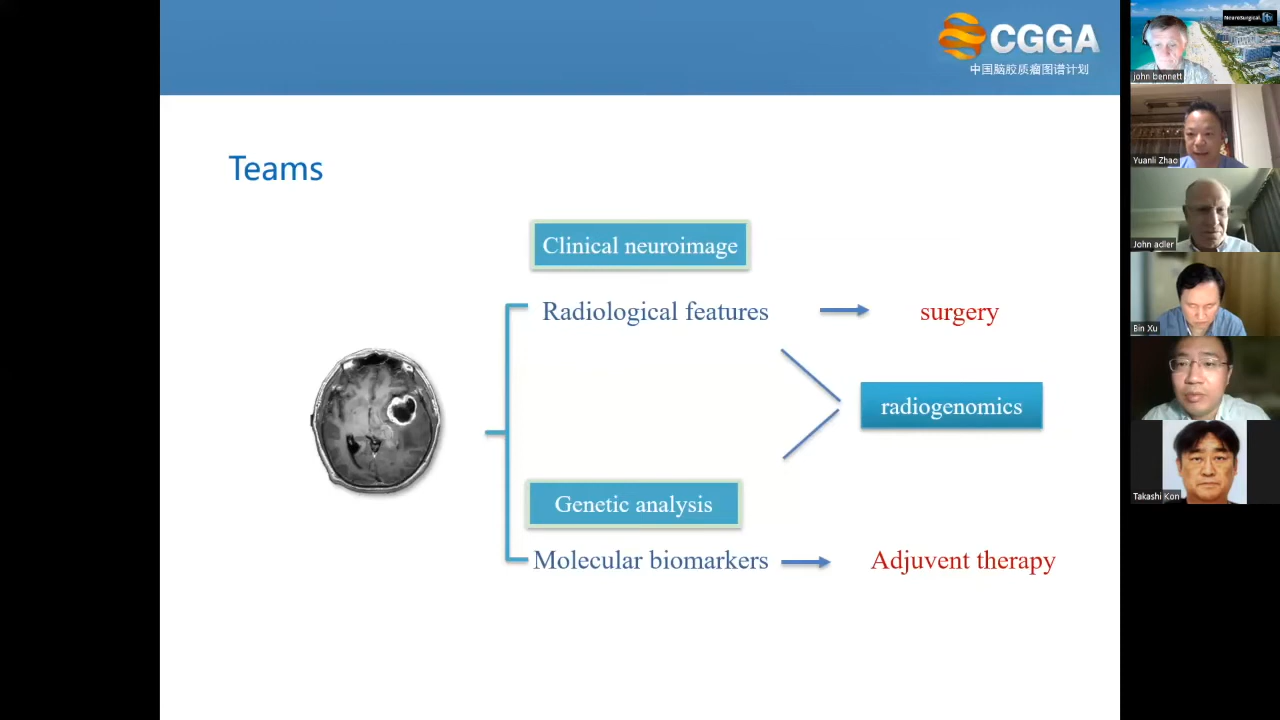 CGGA
中国脑胶质瘤图谱计划
Teams
Clinical neuroimage
Radiological features
surgery
radiogenomics
Genetic analysis
Molecular biomarkers
Adjuvent therapy
NeuroSurgical
john bennett
Yuanli Zhao
John adler
Bin Xu
Takashi Kon